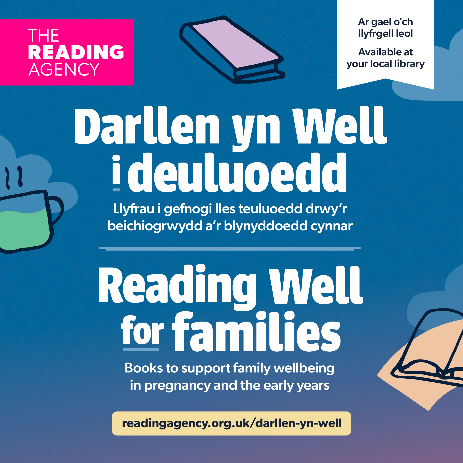 THE
READING
AGENCY
Ar gael o'ch
llyfrgell leol
Available at
your local library
Darllen yn Well
i deuluoedd
Llyfrau i gefnogi lles teuluoedd drwy'r
beichiogrwydd a'r blynyddoedd cynnar
Reading Well
for families
Books to support family wellbeing
in pregnancy and the early years
readingagency.org.uk/darllen-yn-well